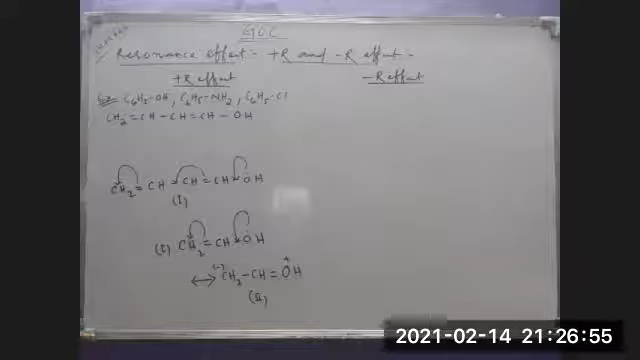 GOC
Resonance effect:- +R and -R effect:-
+R effect
-R effect
Ex- C6H5-OH, C6H5-NH2, C6H5-Cl
CH2=CH-CH=CH-OH
CH2=CH-CH=CH-OH
(I)
(I) CH2=CH-OH
↔ (-)CH2-CH=O+H
(II)
2021-02-14 21:26:55